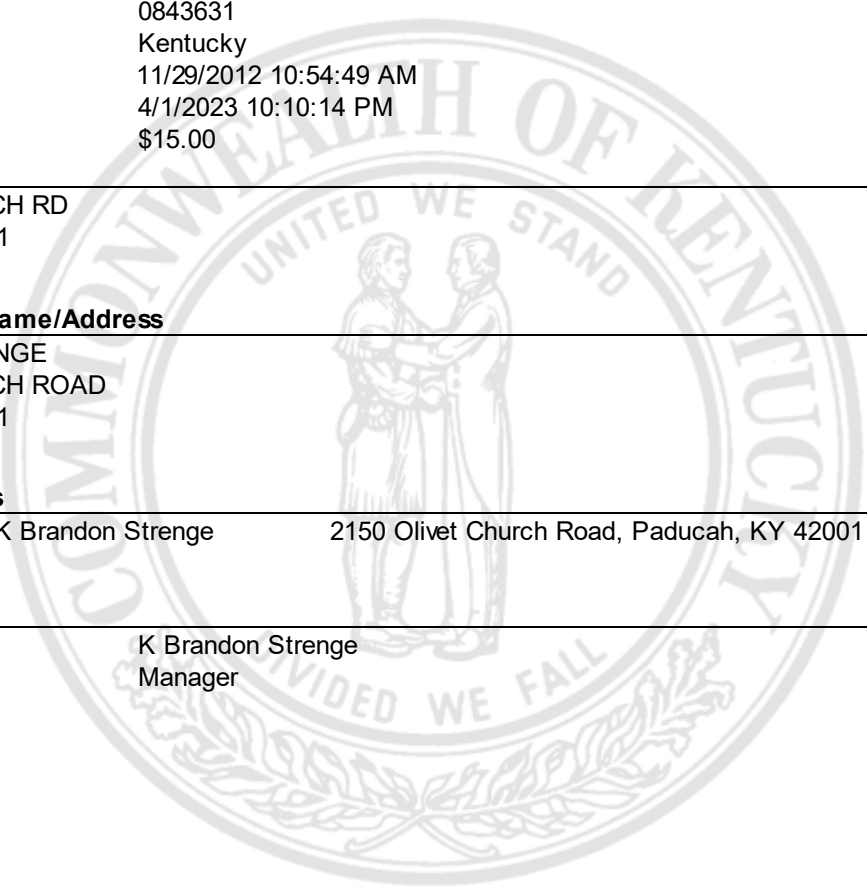 0843631
Kentucky
11/29/2012 10:54:49 AM
4/1/2023 10:10:14 PM
$15.00
CH RD
1
ame/Address
NGE
CH ROAD
1
s
K Brandon Strenge 2150 Olivet Church Road, Paducah, KY 42001
K Brandon Strenge
Manager
COMMONWEALTH OF KENTUCKY
UNITED WE STAND
DIVIDED WE FALL